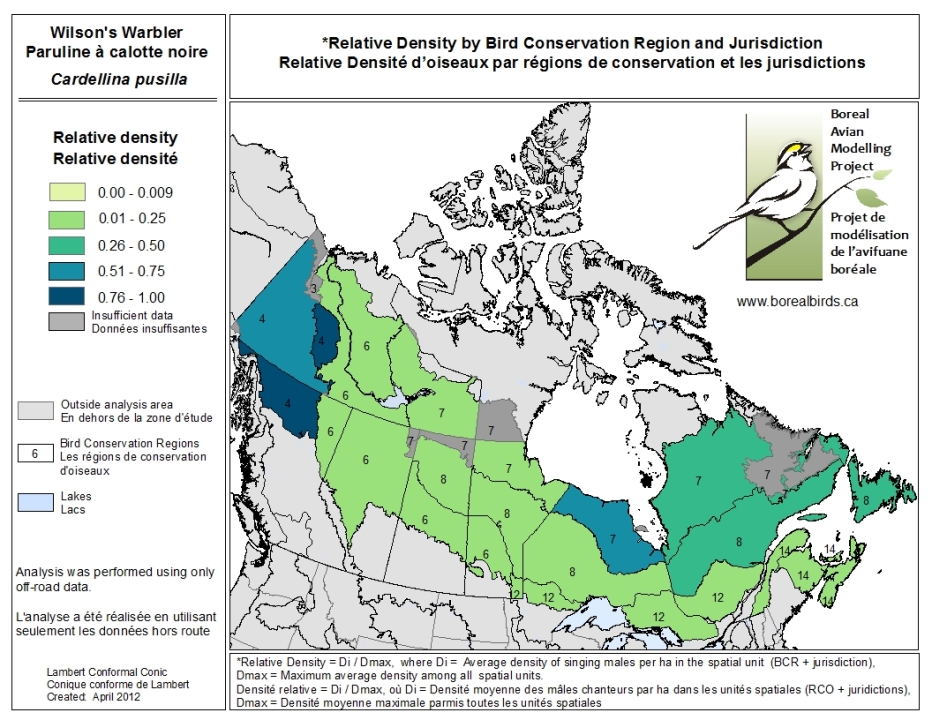 Wilson's Warbler
Paruline à calotte noire
Cardellina pusilla
*Relative Density by Bird Conservation Region and Jurisdiction
Relative Densité d'oiseaux par régions de conservation et les jurisdictions
Relative density
Relative densité
0.00 - 0.009
0.01 - 0.25
0.26 - 0.50
0.51 - 0.75
0.76 - 1.00
Insufficient data
Données insuffisantes
Outside analysis area
En dehors de la zone d'étude
6
Bird Conservation Regions
Les régions de conservation
d'oiseaux
Lakes
Lacs
Analysis was performed using only
off-road data.
L'analyse a été réalisée en utilisant
seulement les données hors route
Lambert Conformal Conic
Conique conforme de Lambert
Created: April 2012
Boreal
Avian
Modelling
Project
Projet de
modélisation
de l'avifuane
boréale
www.borealbirds.ca
3
4
4
6
4
6
7
7
6
7
7
6
8
7
7
7
8
6
8
7
8
6
8
12
12
12
14
14
14
*Relative Density = Di / Dmax, where Di = Average density of singing males per ha in the spatial unit (BCR + jurisdiction),
Dmax = Maximum average density among all spatial units.
Densité relative = Di / Dmax, où Di = Densité moyenne des mâles chanteurs par ha dans les unités spatiales (RCO + juridictions),
Dmax = Densité moyenne maximale parmis toutes les unités spatiales